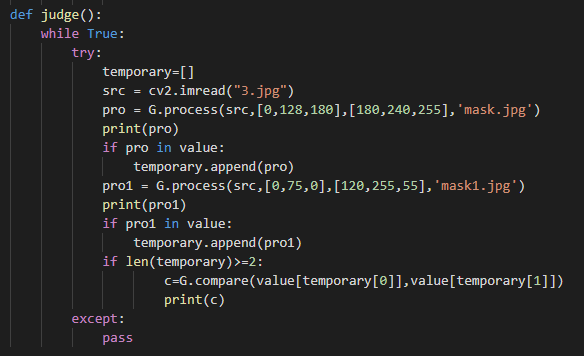 def judge():
    while True:
        try:
            temporary=[]
            src = cv2.imread("3.jpg")
            pro = G.process(src,[0,128,180],[180,240,255],'mask.jpg')
            print(pro)
            if pro in value:
                temporary.append(pro)
            pro1 = G.process(src,[0,75,0],[120,255,55],'mask1.jpg')
            print(pro1)
            if pro1 in value:
                temporary.append(pro1)
            if len(temporary)>=2:
                    c=G.compare(value[temporary[0]],value[temporary[1]])
                    print(c)
        except:
            pass